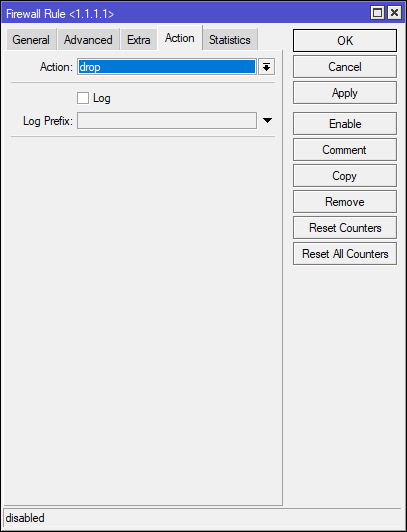 Firewall Rule <1.1.1.1>
General Advanced Extra Action Statistics
Action: drop
Log
Log Prefix:
OK
Cancel
Apply
Enable
Comment
Copy
Remove
Reset Counters
Reset All Counters
disabled